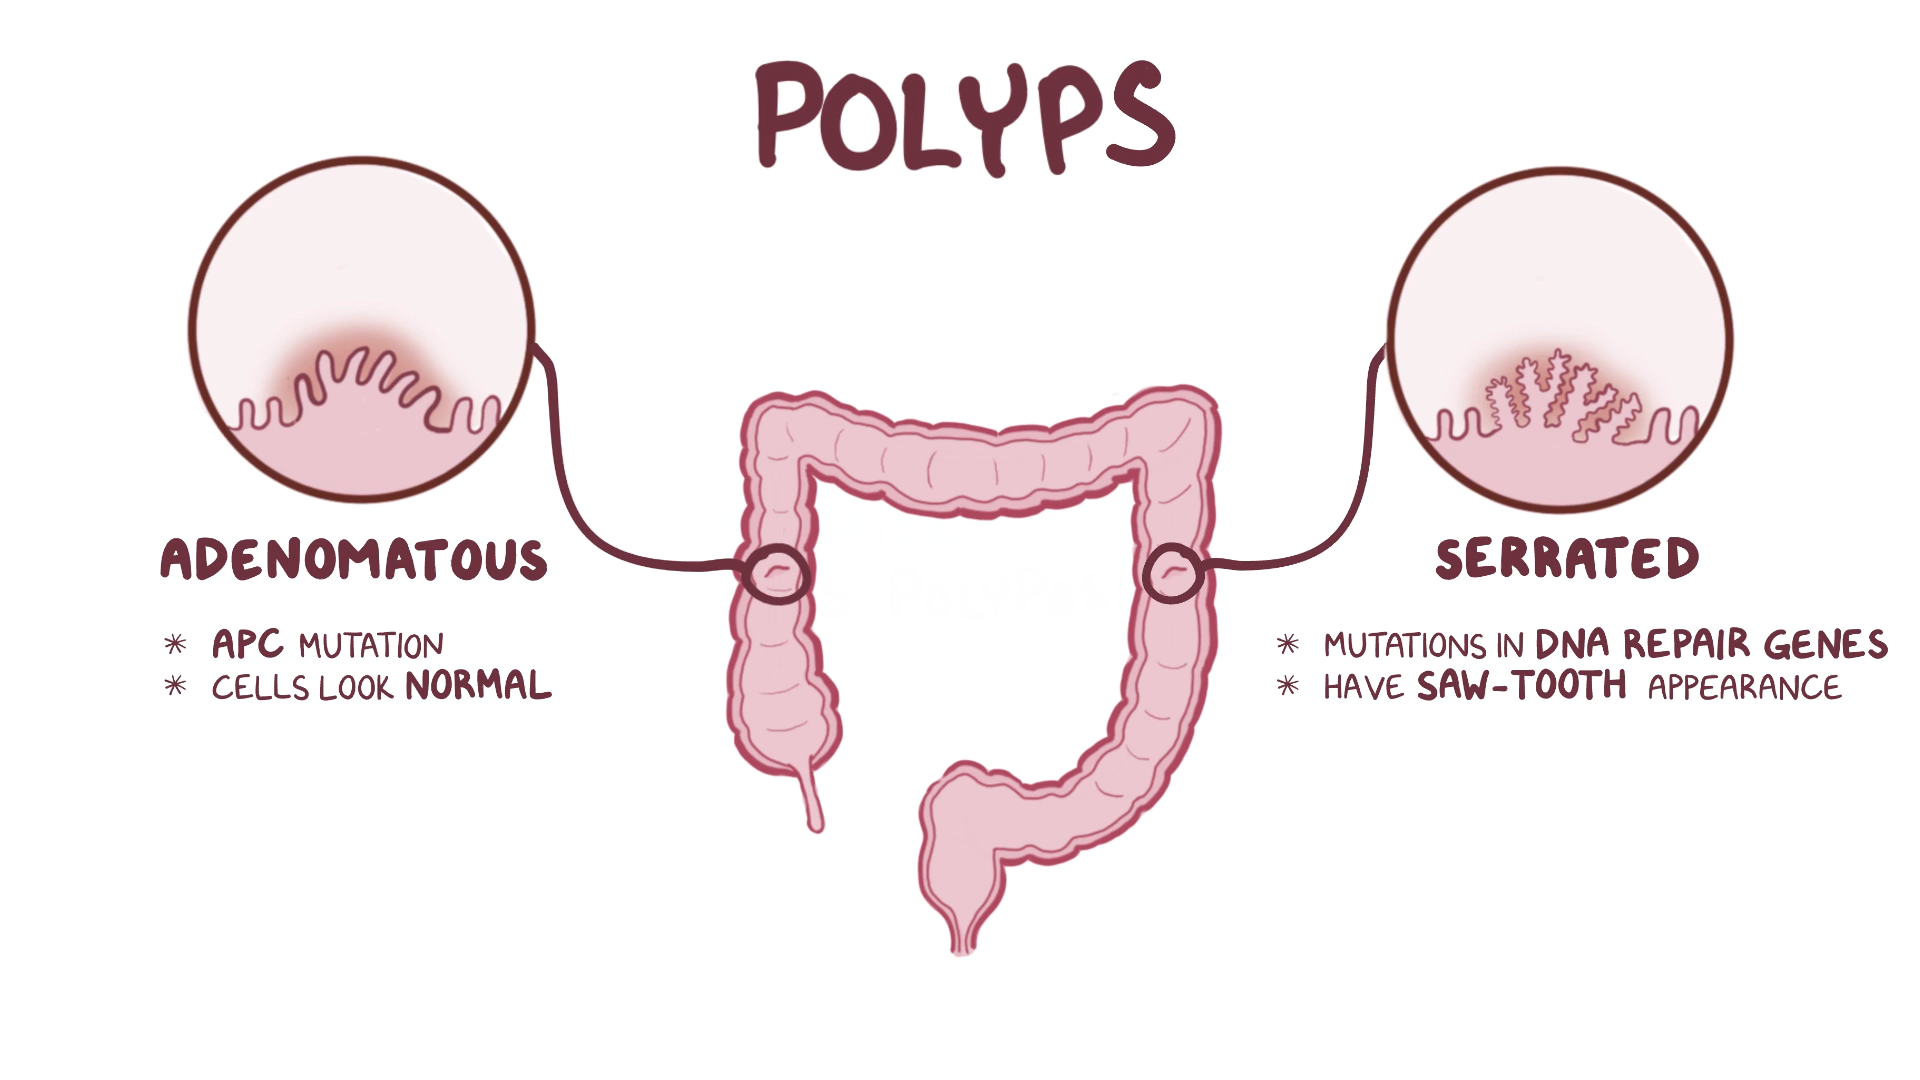 POLYPS
ADENOMATOUS
* APC MUTATION
* CELLS LOOK NORMAL
SERRATED
* MUTATIONS IN DNA REPAIR GENES
* HAVE SAW-TOOTH APPEARANCE